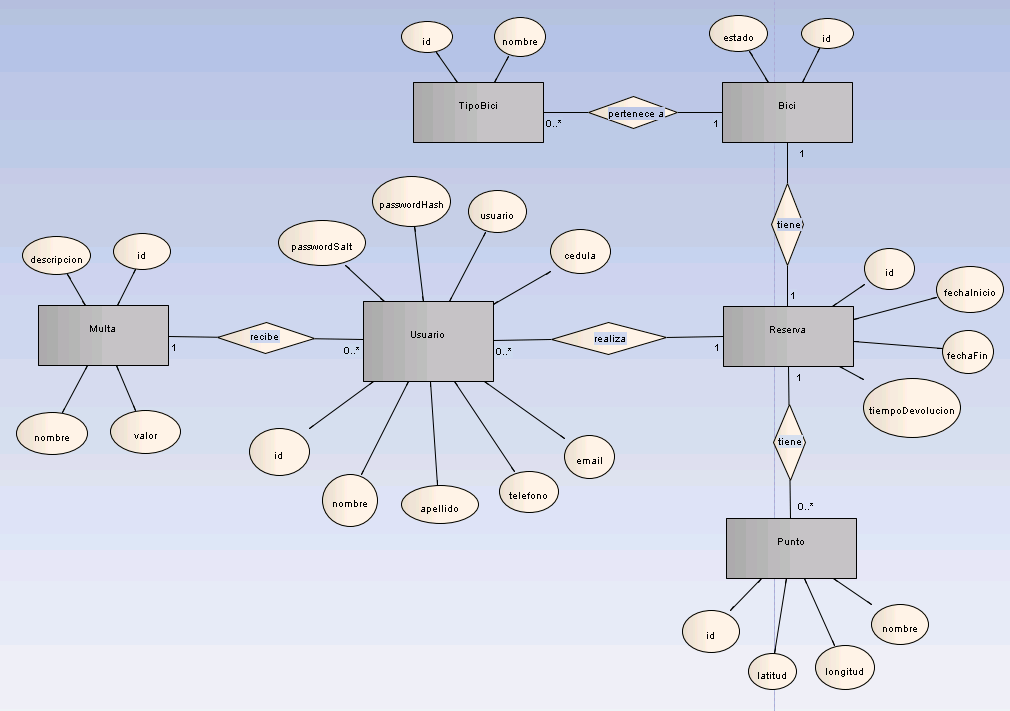 id
nombre
estado
id
TipoBici
pertenece a
Bici
0..*
1
1
tiene
1
passwordHash
usuario
passwordSalt
cedula
descripcion
id
id
fechaInicio
Multa
recibe
Usuario
realiza
Reserva
1
0..*
0..*
1
fechaFin
1
tiempoDevolucion
nombre
valor
tiene
id
email
nombre
apellido
telefono
0..*
Punto
id
nombre
latitud
longitud